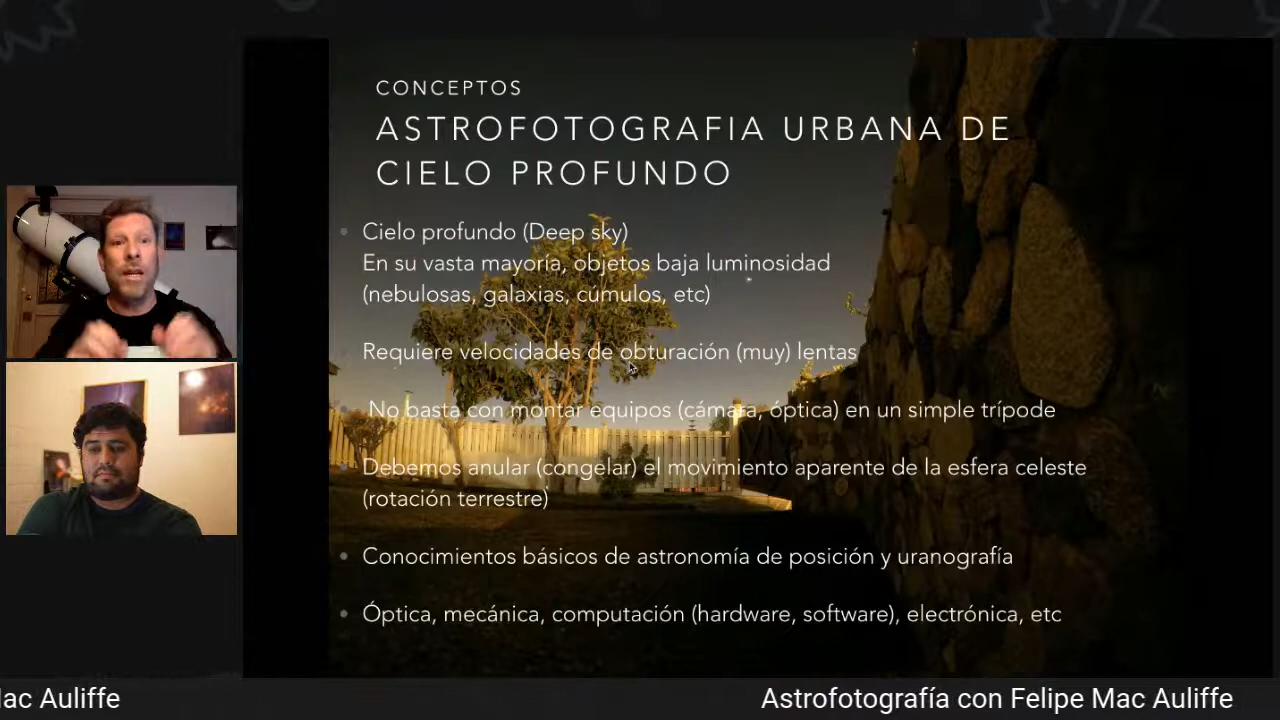 CONCEPTOS
ASTROFOTOGRAFIA URBANA DE
CIELO PROFUNDO
Cielo profundo (Deep sky)
En su vasta mayoría, objetos baja luminosidad
(nebulosas, galaxias, cúmulos, etc)
Requiere velocidades de obturación (muy) lentas
No basta con montar equipos (cámara, óptica) en un simple trípode
Debemos anular (congelar) el movimiento aparente de la esfera celeste
(rotación terrestre)
Conocimientos básicos de astronomía de posición y uranografía
Óptica, mecánica, computación (hardware, software), electrónica, etc
Auliffe
Astrofotografía con Felipe Mac Auliffe